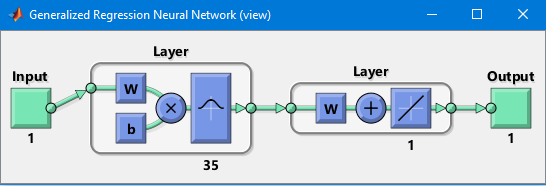 Generalized Regression Neural Network (view)
Layer
Layer
Input
Output
W
b
W
1
35
1
1